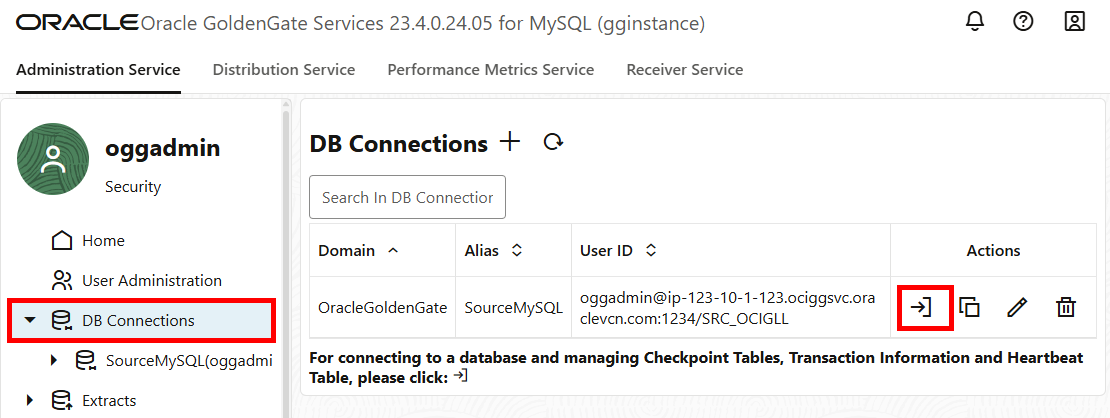 ORACLE Oracle GoldenGate Services 23.4.0.24.05 for MySQL (gginstance)
Administration Service Distribution Service Performance Metrics Service Receiver Service
oggadmin
Security
Home
User Administration
DB Connections
SourceMySQL(oggadmi
Extracts
DB Connections
Search In DB Connection
Domain Alias User ID Actions
OracleGoldenGate SourceMySQL oggadmin@ip-123-10-1-123.ociggsvc.ora
clevcn.com:1234/SRC_OCIGLL
For connecting to a database and managing Checkpoint Tables, Transaction Information and Heartbeat
Table, please click: